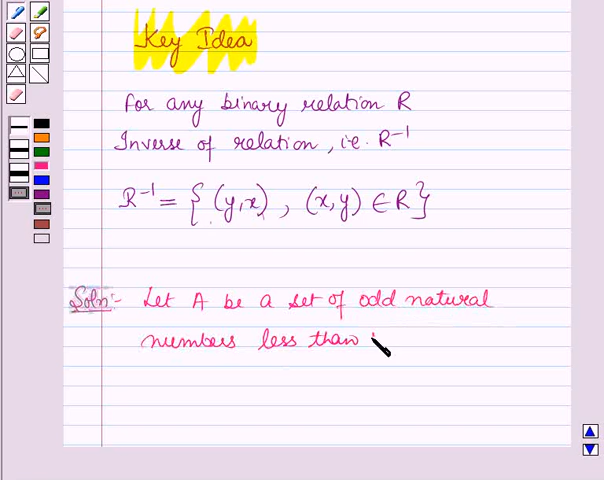 Key Idea
For any binary relation R
Inverse of relation, i.e. R⁻¹
R⁻¹ = { (y,x) , (x,y) ∈ R }
Soln:- Let A be a set of odd natural
numbers less than